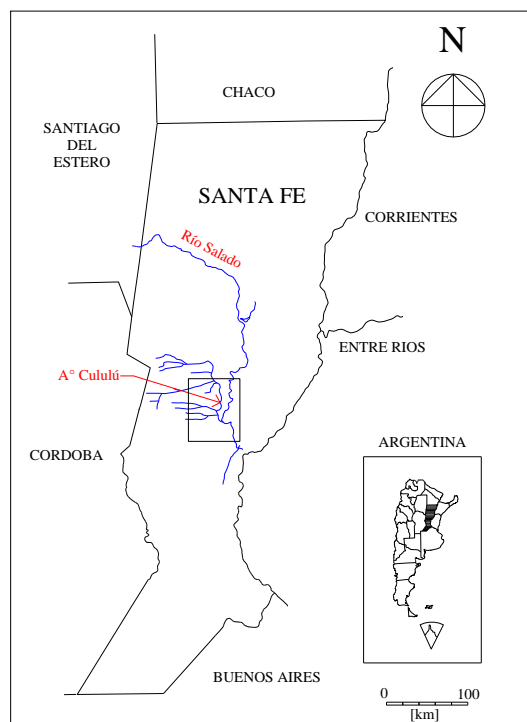 N
CHACO
SANTIAGO
DEL
ESTERO
SANTA FE
CORRIENTES
Río Salado
ENTRE RIOS
A° Cululú
CORDOBA
ARGENTINA
BUENOS AIRES
0 100
[km]